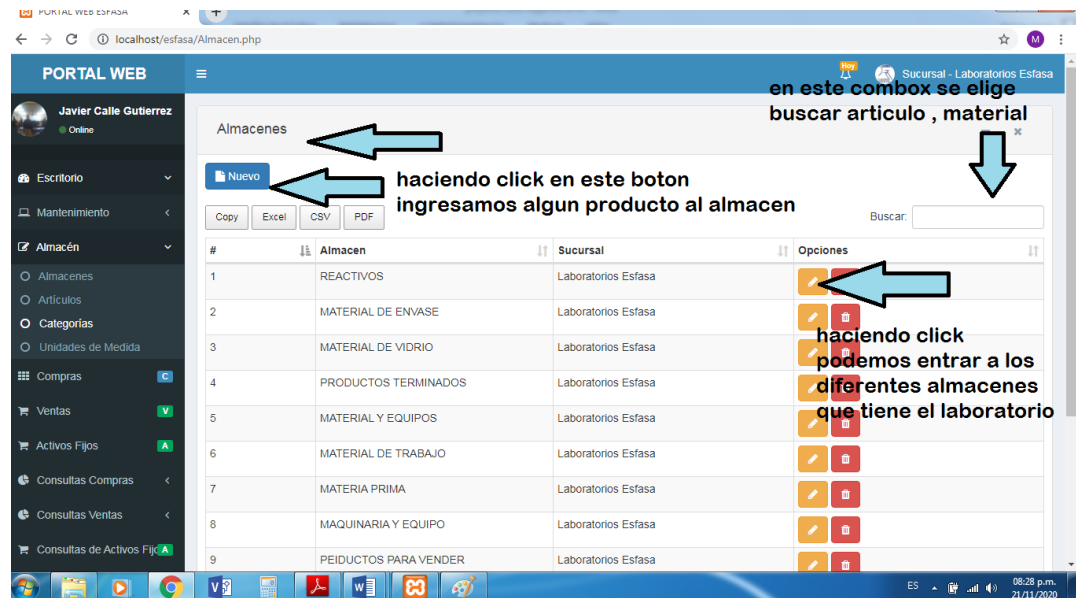 PORTAL WEB ESFASA
localhost/esfasa/Almacen.php
M
PORTAL WEB
Hoy
Sucursal - Laboratorios Esfasa
Javier Calle Gutierrez
Online
en este combox se elige
buscar articulo , material
Almacenes
Escritorio
Nuevo
haciendo click en este boton
ingresamos algun producto al almacen
Mantenimiento
Copy Excel CSV PDF
Buscar:
Almacén
# Almacen Sucursal Opciones
Almacenes
Artículos
Categorías
Unidades de Medida
1 REACTIVOS Laboratorios Esfasa
2 MATERIAL DE ENVASE Laboratorios Esfasa
haciendo click
podemos entrar a los
diferentes almacenes
que tiene el laboratorio
3 MATERIAL DE VIDRIO Laboratorios Esfasa
Compras C
4 PRODUCTOS TERMINADOS Laboratorios Esfasa
Ventas V
5 MATERIAL Y EQUIPOS Laboratorios Esfasa
Activos Fijos A
6 MATERIAL DE TRABAJO Laboratorios Esfasa
Consultas Compras
7 MATERIA PRIMA Laboratorios Esfasa
Consultas Ventas
8 MAQUINARIA Y EQUIPO Laboratorios Esfasa
Consultas de Activos Fijo A
9 PEIDUCTOS PARA VENDER Laboratorios Esfasa
ES
08:28 p.m.
21/11/2020